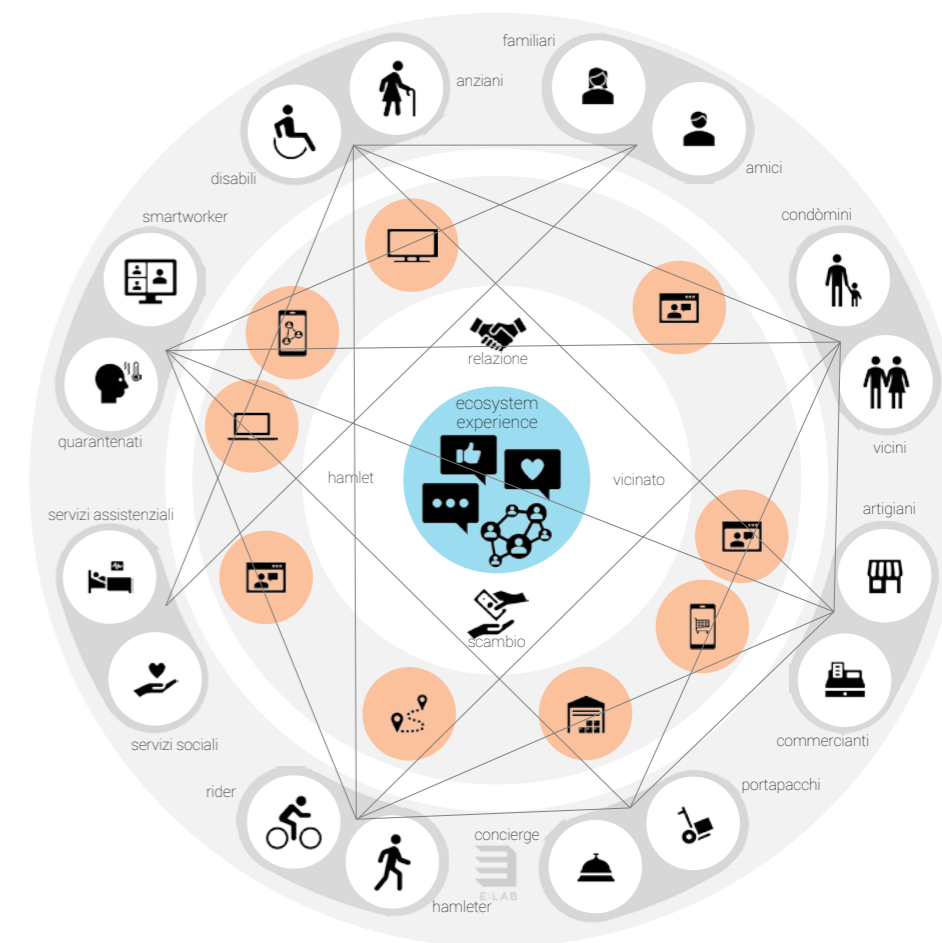 familiari
anziani
amici
disabili
smartworker
condòmini
relazione
ecosystem
experience
quarantenati
vicini
hamlet
vicinato
servizi assistenziali
artigiani
scambio
servizi sociali
commercianti
rider
portapacchi
concierge
E:LAB
hamleter